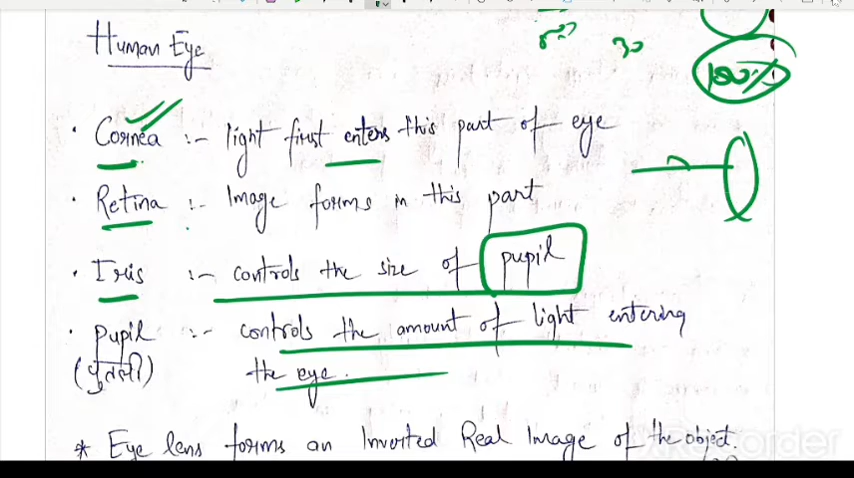 30
Human Eye
100%
· Cornea :- light first enters this part of eye
· Retina :- Image forms in this part
· Iris :- controls the size of pupil
· Pupil :- controls the amount of light entering
(पुतली) the eye.
* Eye lens forms an Inverted Real Image of the object.
XRecorder